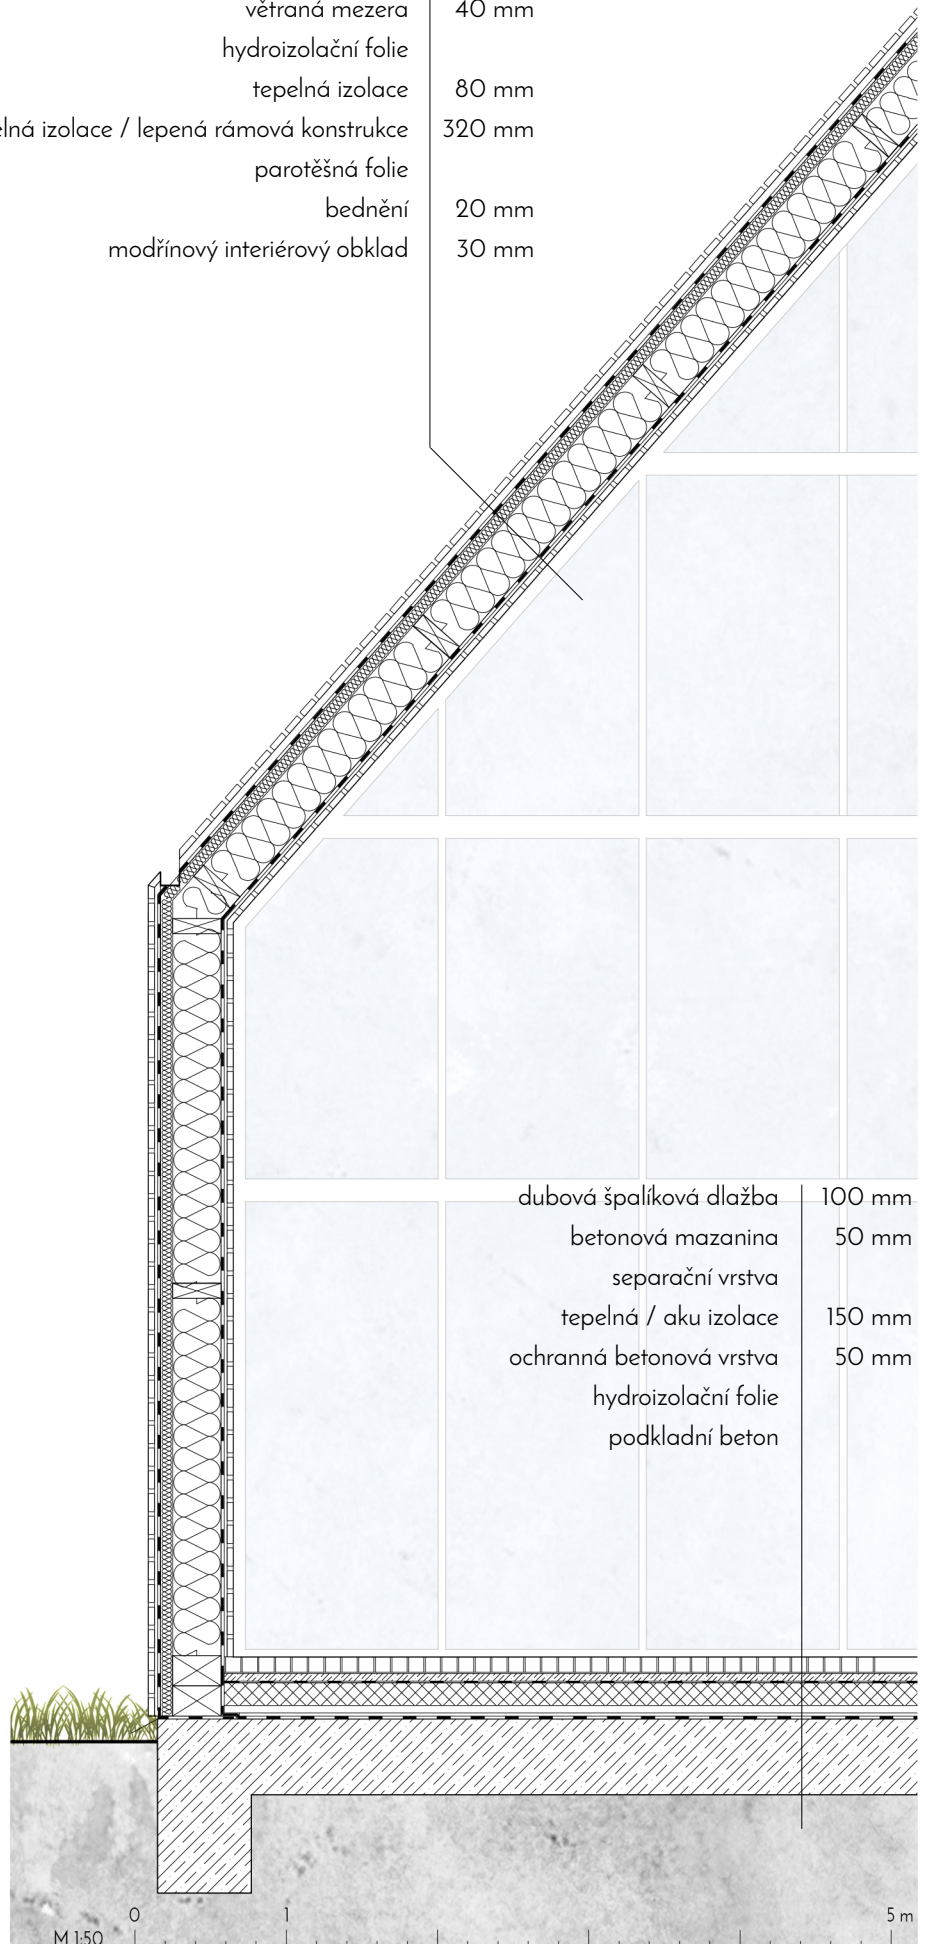 větraná mezera 40 mm
hydroizolační folie
tepelná izolace 80 mm
izolace / lepená rámová konstrukce 320 mm
parotěšná folie
bednění 20 mm
modřínový interiérový obklad 30 mm
dubová špalíková dlažba 100 mm
betonová mazanina 50 mm
separační vrstva
tepelná / aku izolace 150 mm
ochranná betonová vrstva 50 mm
hydroizolační folie
podkladní beton
0 1 5 m
M 1:50